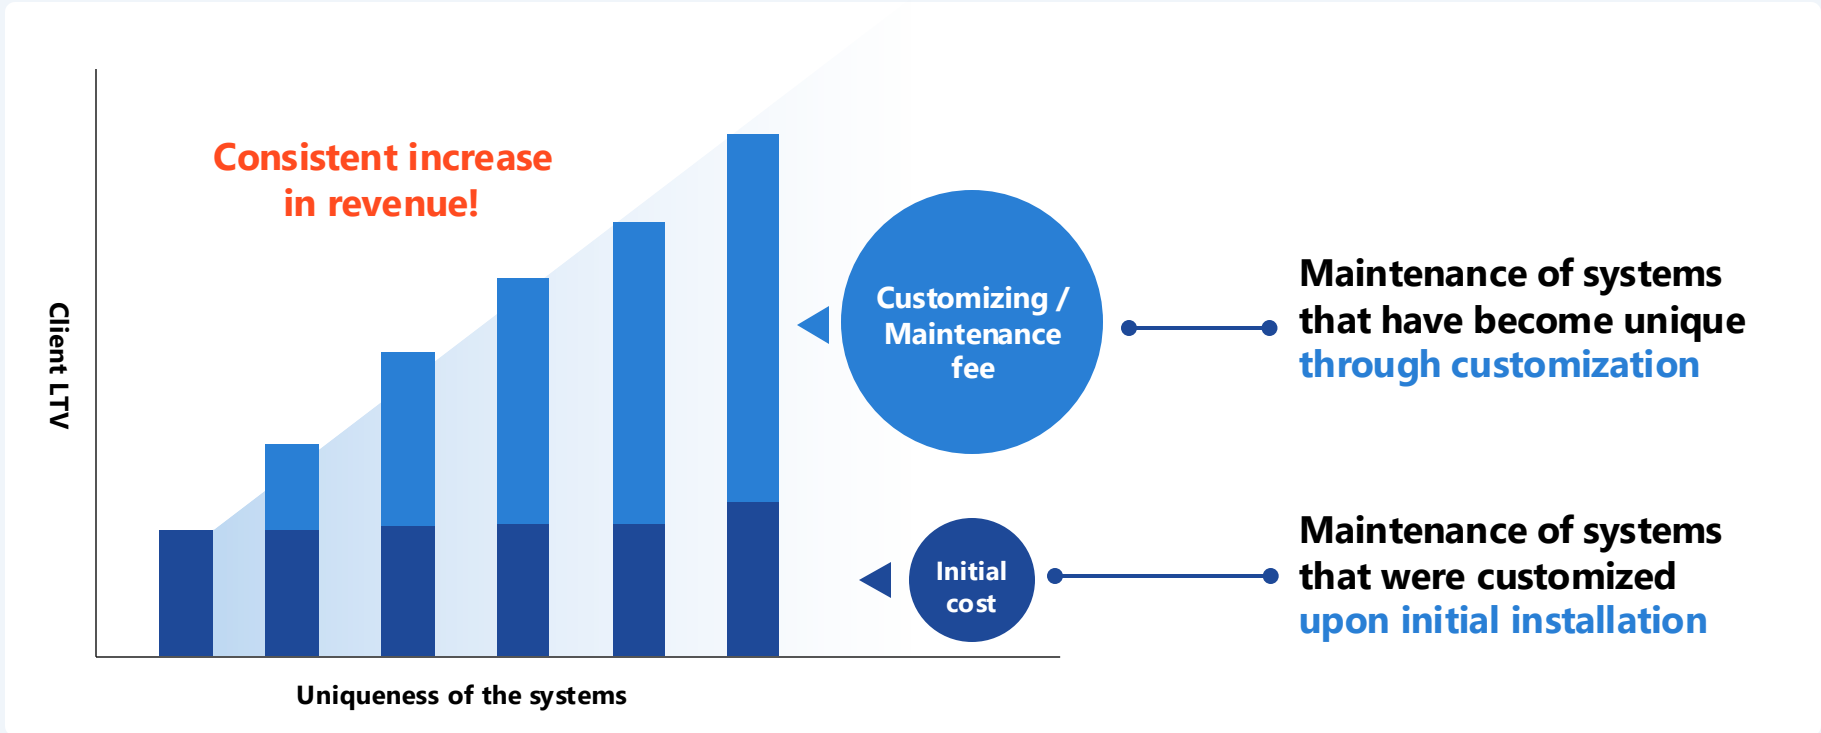 Consistent increase
in revenue!
Client LTV
Uniqueness of the systems
Customizing /
Maintenance
fee
Maintenance of systems
that have become unique
through customization
Initial
cost
Maintenance of systems
that were customized
upon initial installation